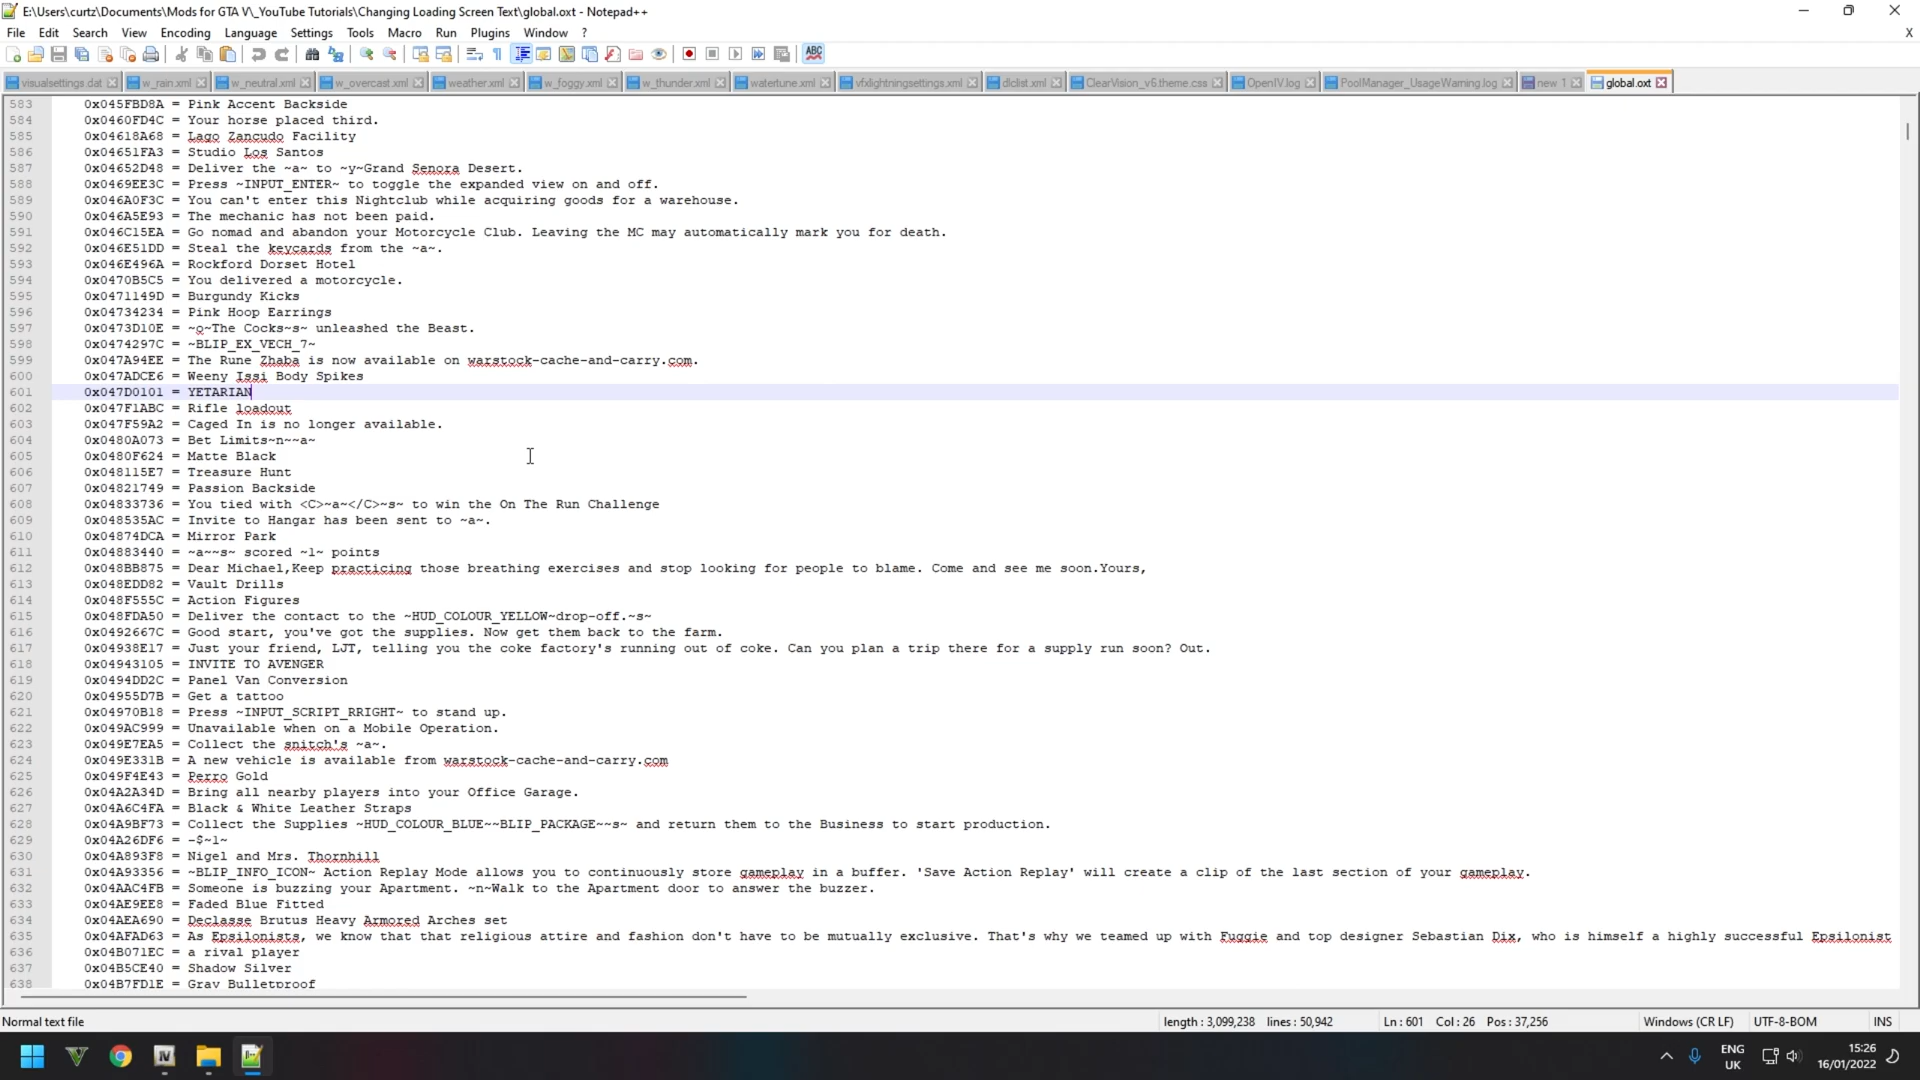 E:\Users\curtz\Documents\Mods for GTA V\_YouTube Tutorials\Changing Loading Screen Text\global.oxt - Notepad++
File Edit Search View Encoding Language Settings Tools Macro Run Plugins Window ? X
visualsettings.dat w_rain.xml w_neutral.xml w_overcast.xml weather.xml w_foggy.xml w_thunder.xml watertune.xml vfxlightningsettings.xml dlclist.xml ClearVision_v6.theme.css OpenIV.log PoolManager_UsageWarning.log new 1 global.oxt
583 0x045FBD8A = Pink Accent Backside
584 0x0460FD4C = Your horse placed third.
585 0x04618A68 = Lago Zancudo Facility
586 0x04651FA3 = Studio Los Santos
587 0x04652D48 = Deliver the ~a~ to ~y~Grand Senora Desert.
588 0x0469EE3C = Press ~INPUT_ENTER~ to toggle the expanded view on and off.
589 0x046A0F3C = You can't enter this Nightclub while acquiring goods for a warehouse.
590 0x046A5E93 = The mechanic has not been paid.
591 0x046C15EA = Go nomad and abandon your Motorcycle Club. Leaving the MC may automatically mark you for death.
592 0x046E51DD = Steal the keycards from the ~a~.
593 0x046E496A = Rockford Dorset Hotel
594 0x0470B5C5 = You delivered a motorcycle.
595 0x0471149D = Burgundy Kicks
596 0x04734234 = Pink Hoop Earrings
597 0x0473D10E = ~o~The Cocks~s~ unleashed the Beast.
598 0x0474297C = ~BLIP_EX_VECH_7~
599 0x047A94EE = The Rune Zhaba is now available on warstock-cache-and-carry.com.
600 0x047ADCE6 = Weeny Issi Body Spikes
601 0x047D0101 = YETARIAN
602 0x047F1ABC = Rifle loadout
603 0x047F59A2 = Caged In is no longer available.
604 0x0480A073 = Bet Limits~n~~a~
605 0x0480F624 = Matte Black
606 0x048115E7 = Treasure Hunt
607 0x04821749 = Passion Backside
608 0x04833736 = You tied with <C>~a~</C>~s~ to win the On The Run Challenge
609 0x048535AC = Invite to Hangar has been sent to ~a~.
610 0x04874DCA = Mirror Park
611 0x04883440 = ~a~~s~ scored ~1~ points
612 0x048BB875 = Dear Michael,Keep practicing those breathing exercises and stop looking for people to blame. Come and see me soon.Yours,
613 0x048EDD82 = Vault Drills
614 0x048F555C = Action Figures
615 0x048FDA50 = Deliver the contact to the ~HUD_COLOUR_YELLOW~drop-off.~s~
616 0x0492667C = Good start, you've got the supplies. Now get them back to the farm.
617 0x04938E17 = Just your friend, LJT, telling you the coke factory's running out of coke. Can you plan a trip there for a supply run soon? Out.
618 0x04943105 = INVITE TO AVENGER
619 0x0494DD2C = Panel Van Conversion
620 0x04955D7B = Get a tattoo
621 0x04970B18 = Press ~INPUT_SCRIPT_RRIGHT~ to stand up.
622 0x049AC999 = Unavailable when on a Mobile Operation.
623 0x049E7EA5 = Collect the snitch's ~a~.
624 0x049E331B = A new vehicle is available from warstock-cache-and-carry.com
625 0x049F4E43 = Perro Gold
626 0x04A2A34D = Bring all nearby players into your Office Garage.
627 0x04A6C4FA = Black & White Leather Straps
628 0x04A9BF73 = Collect the Supplies ~HUD_COLOUR_BLUE~~BLIP_PACKAGE~~s~ and return them to the Business to start production.
629 0x04A26DF6 = -$~1~
630 0x04A893F8 = Nigel and Mrs. Thornhill
631 0x04A93356 = ~BLIP_INFO_ICON~ Action Replay Mode allows you to continuously store gameplay in a buffer. 'Save Action Replay' will create a clip of the last section of your gameplay.
632 0x04AAC4FB = Someone is buzzing your Apartment. ~n~Walk to the Apartment door to answer the buzzer.
633 0x04AE9EE8 = Faded Blue Fitted
634 0x04AEA690 = Declasse Brutus Heavy Armored Arches set
635 0x04AFAD63 = As Epsilonists, we know that that religious attire and fashion don't have to be mutually exclusive. That's why we teamed up with Fuggie and top designer Sebastian Dix, who is himself a highly successful Epsilonist
636 0x04B071EC = a rival player
637 0x04B5CE40 = Shadow Silver
638 0x04B7FD1E = Gray Bulletproof
Normal text file length : 3,099,238 lines : 50,942 Ln : 601 Col : 26 Pos : 37,256 Windows (CR LF) UTF-8-BOM INS
ENG 15:26
UK 16/01/2022